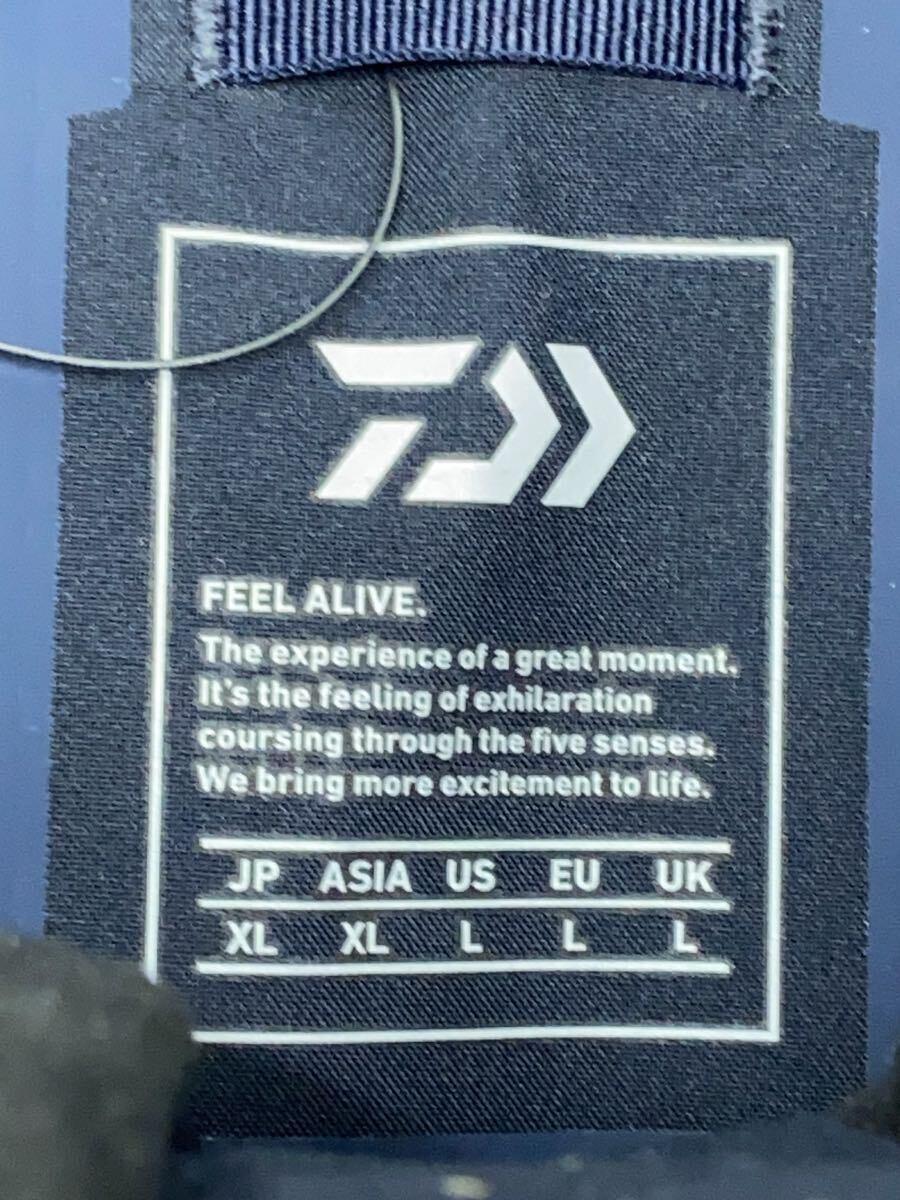 FEEL ALIVE.
The experience of a great moment.
It's the feeling of exhilaration
coursing through the five senses.
We bring more excitement to life.
JP ASIA US EU UK
XL XL L L L